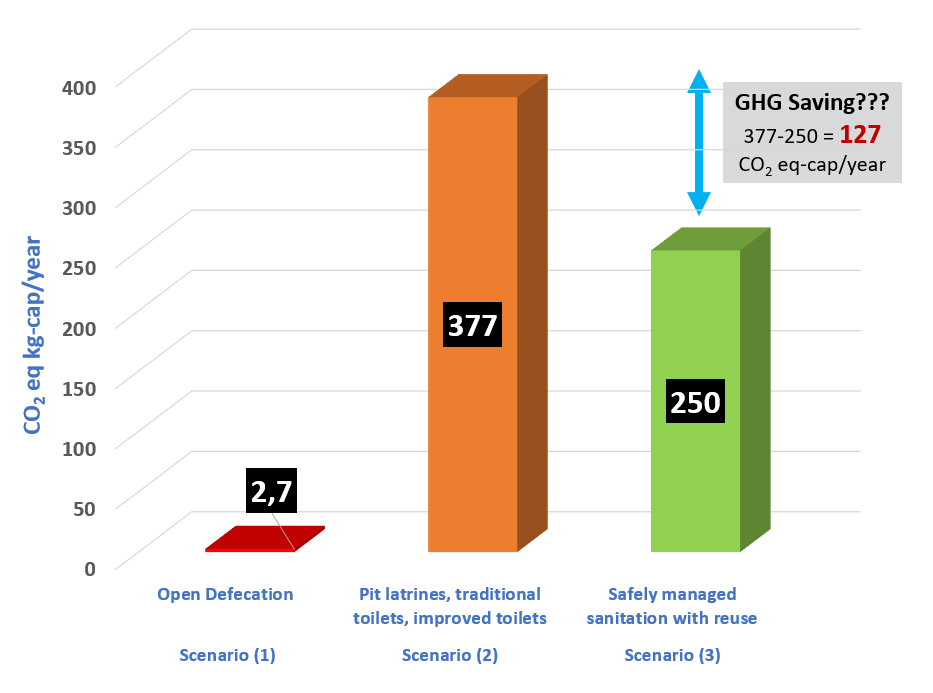 CO2 eq kg-cap/year
400
350
300
250
200
150
100
50
0
2,7
377
250
GHG Saving???
377-250 = 127
CO2 eq-cap/year
Open Defecation
Scenario (1)
Pit latrines, traditional
toilets, improved toilets
Scenario (2)
Safely managed
sanitation with reuse
Scenario (3)